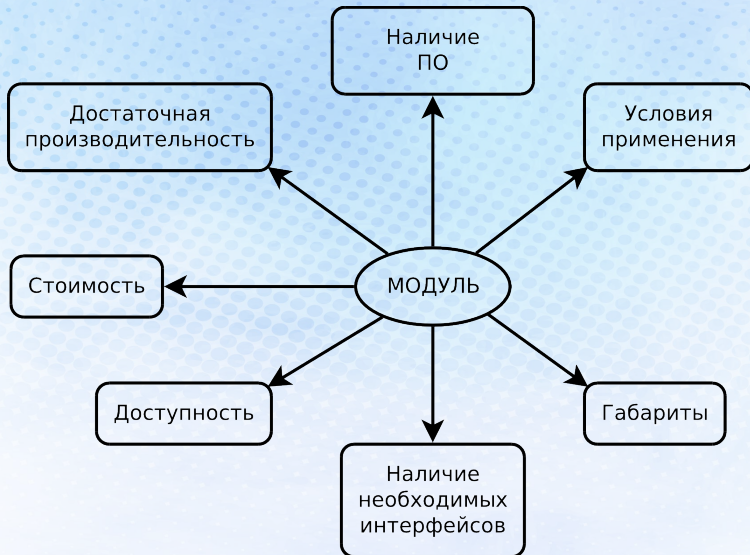 Наличие
ПО
Достаточная
производительность
Условия
применения
Стоимость
МОДУЛЬ
Доступность
Габариты
Наличие
необходимых
интерфейсов